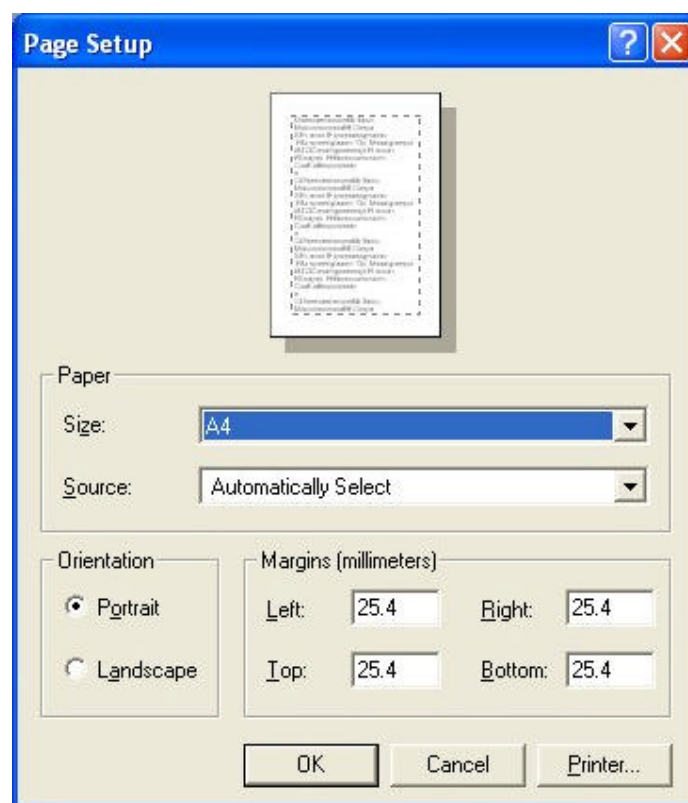 Page Setup
Paper
Size: A4
Source: Automatically Select
Orientation
Portrait
Landscape
Margins (millimeters)
Left: 25.4 Right: 25.4
Top: 25.4 Bottom: 25.4
OK Cancel Printer...